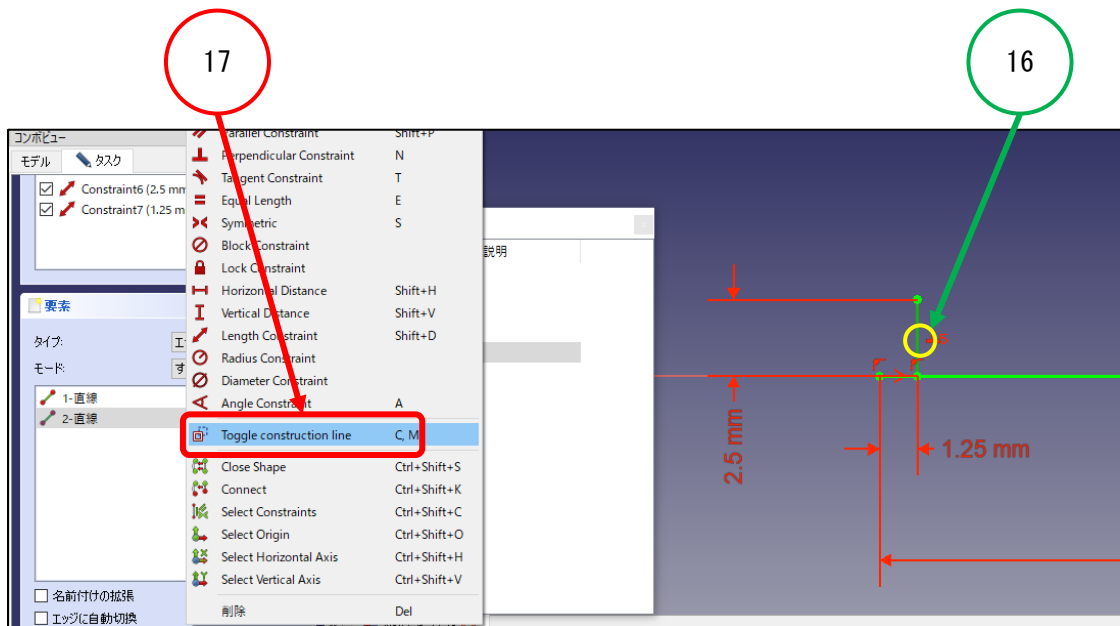 17
16
コンボビュー
モデル
タスク
Constraint6 (2.5 mm
Constraint7 (1.25 m
要素
タイプ:
モード:
す
1-直線
2-直線
名前付けの拡張
エッジに自動切換
Parallel Constraint Shift+P
Perpendicular Constraint N
Tangent Constraint T
Equal Length E
Symmetric S
Block Constraint
Lock Constraint
Horizontal Distance Shift+H
Vertical Distance Shift+V
Length Constraint Shift+D
Radius Constraint
Diameter Constraint
Angle Constraint A
Toggle construction line C, M
Close Shape Ctrl+Shift+S
Connect Ctrl+Shift+K
Select Constraints Ctrl+Shift+C
Select Origin Ctrl+Shift+O
Select Horizontal Axis Ctrl+Shift+H
Select Vertical Axis Ctrl+Shift+V
削除 Del
説明
2.5 mm
1.25 mm